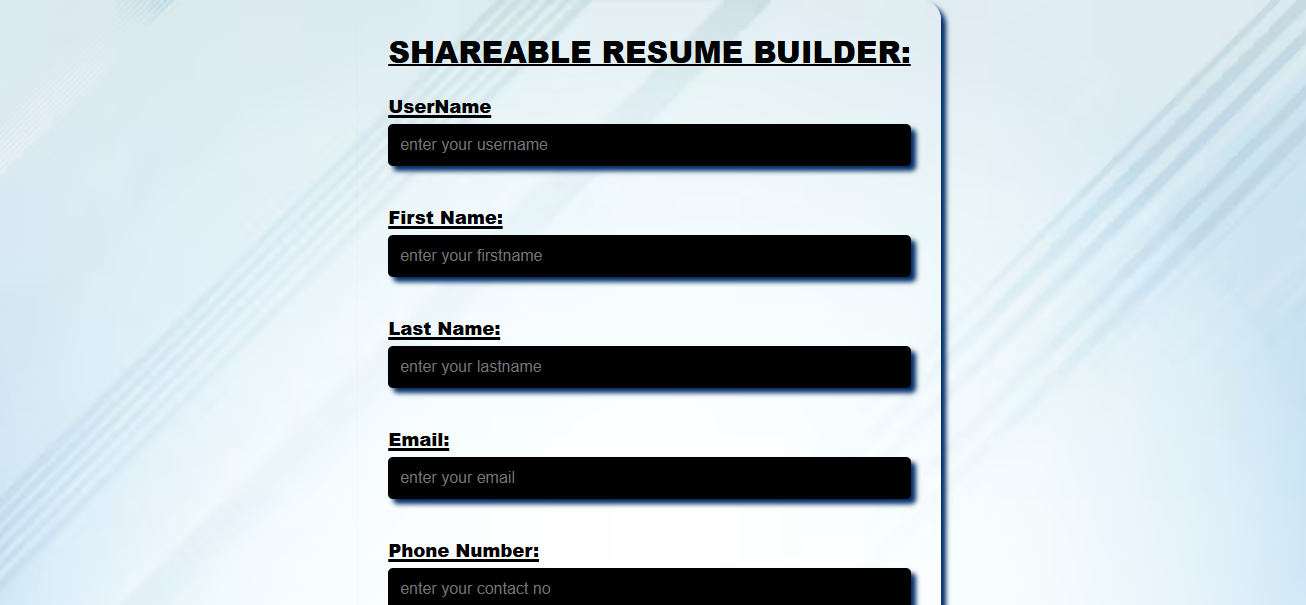 SHAREABLE RESUME BUILDER:
UserName
enter your username
First Name:
enter your firstname
Last Name:
enter your lastname
Email:
enter your email
Phone Number:
enter your contact no